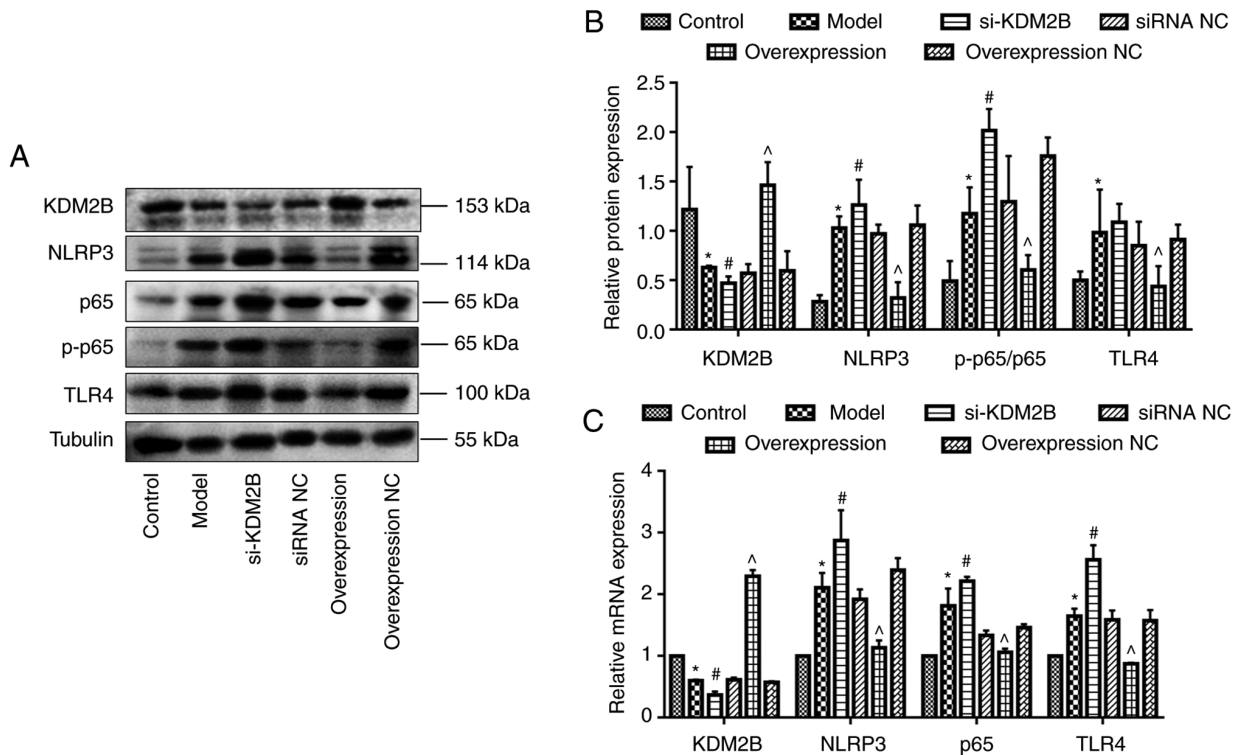 A
KDM2B
153 kDa
NLRP3
114 kDa
p65
65 kDa
p-p65
65 kDa
TLR4
100 kDa
Tubulin
55 kDa
Control
Model
si-KDM2B
siRNA NC
Overexpression
Overexpression NC
B
Control Model si-KDM2B siRNA NC
Overexpression Overexpression NC
Relative protein expression
2.5
2.0
1.5
1.0
0.5
0.0
* # ^
* # ^
* # ^
* ^
KDM2B NLRP3 p-p65/p65 TLR4
C
Control Model si-KDM2B siRNA NC
Overexpression Overexpression NC
Relative mRNA expression
4
3
2
1
0
* # ^
* # ^
* # ^
* # ^
KDM2B NLRP3 p65 TLR4